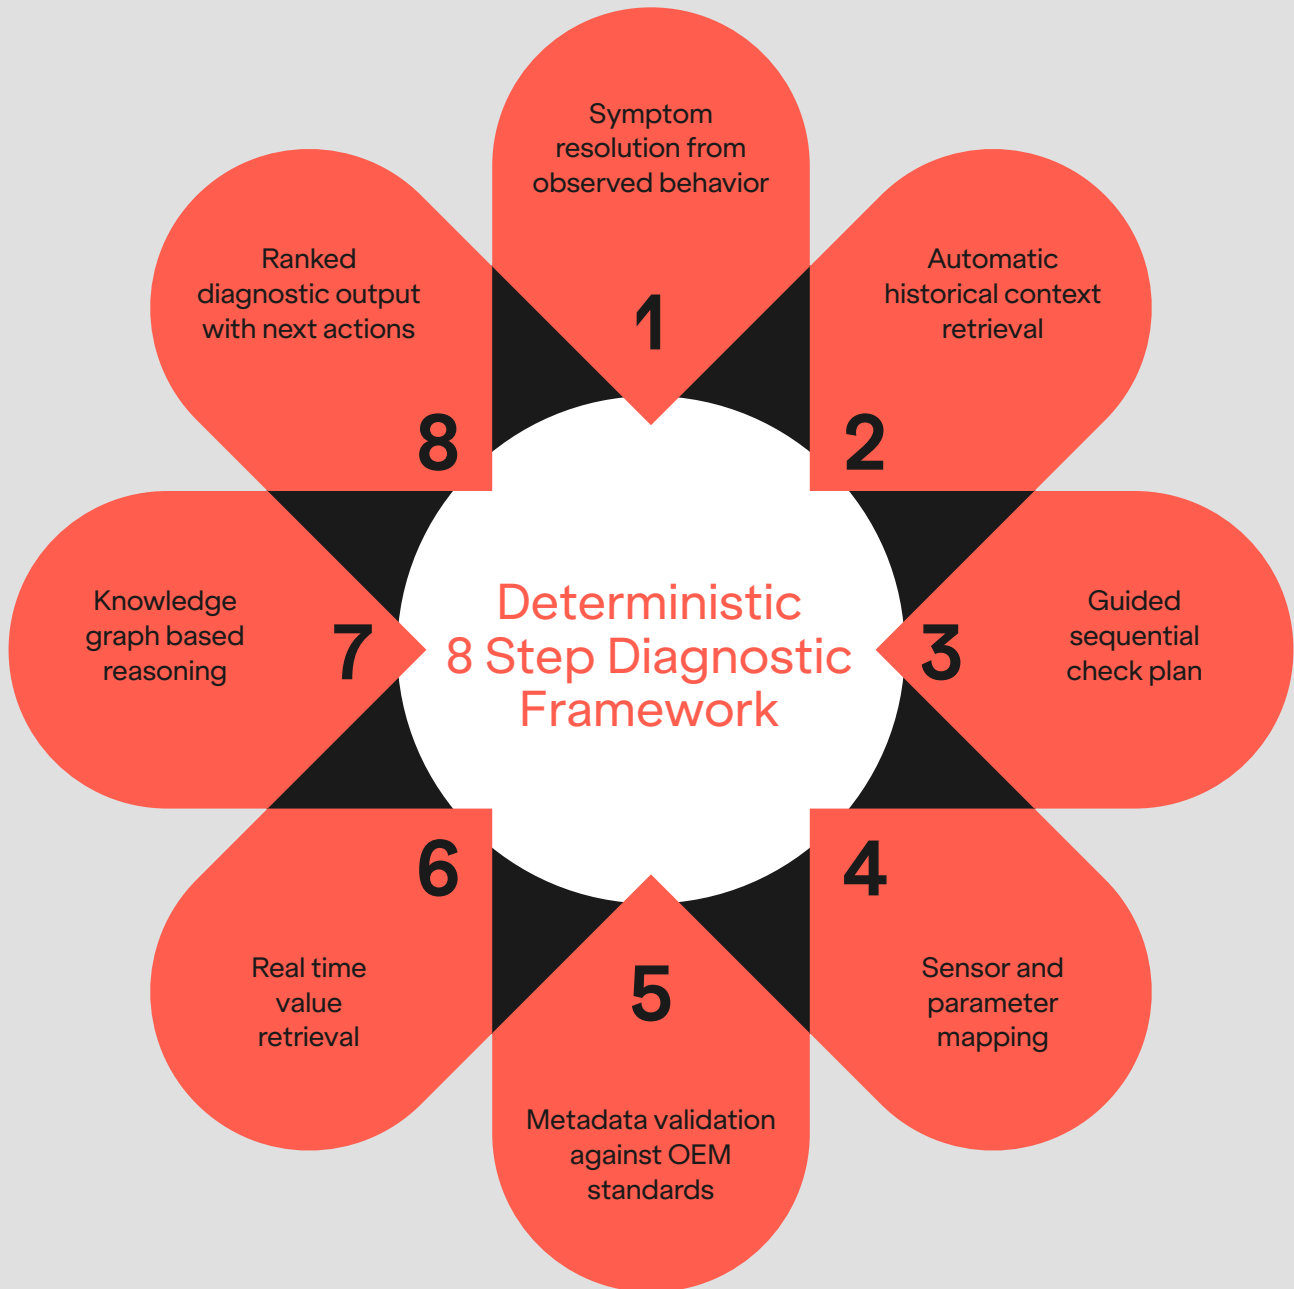 Deterministic
8 Step Diagnostic
Framework
Symptom
resolution from
observed behavior
1
Automatic
historical context
retrieval
2
Guided
sequential
check plan
3
Sensor and
parameter
mapping
4
Metadata validation
against OEM
standards
5
Real time
value
retrieval
6
Knowledge
graph based
reasoning
7
Ranked
diagnostic output
with next actions
8